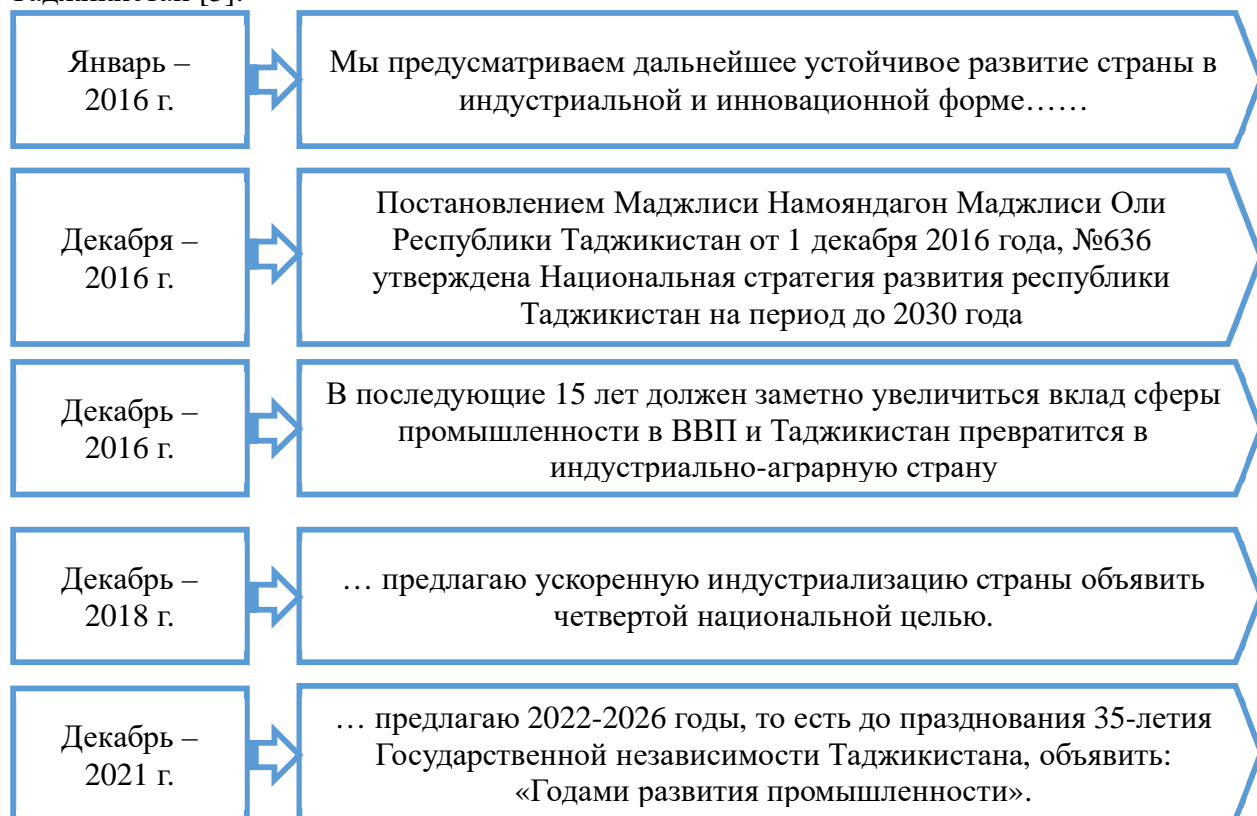 Таджикистан [3]:
Январь –
2016 г.
Мы предусматриваем дальнейшее устойчивое развитие страны в
индустриальной и инновационной форме……
Декабря –
2016 г.
Постановлением Маджлиси Намояндагон Маджлиси Оли
Республики Таджикистан от 1 декабря 2016 года, №636
утверждена Национальная стратегия развития республики
Таджикистан на период до 2030 года
Декабрь –
2016 г.
В последующие 15 лет должен заметно увеличиться вклад сферы
промышленности в ВВП и Таджикистан превратится в
индустриально-аграрную страну
Декабрь –
2018 г.
… предлагаю ускоренную индустриализацию страны объявить
четвертой национальной целью.
Декабрь –
2021 г.
… предлагаю 2022-2026 годы, то есть до празднования 35-летия
Государственной независимости Таджикистана, объявить:
«Годами развития промышленности».